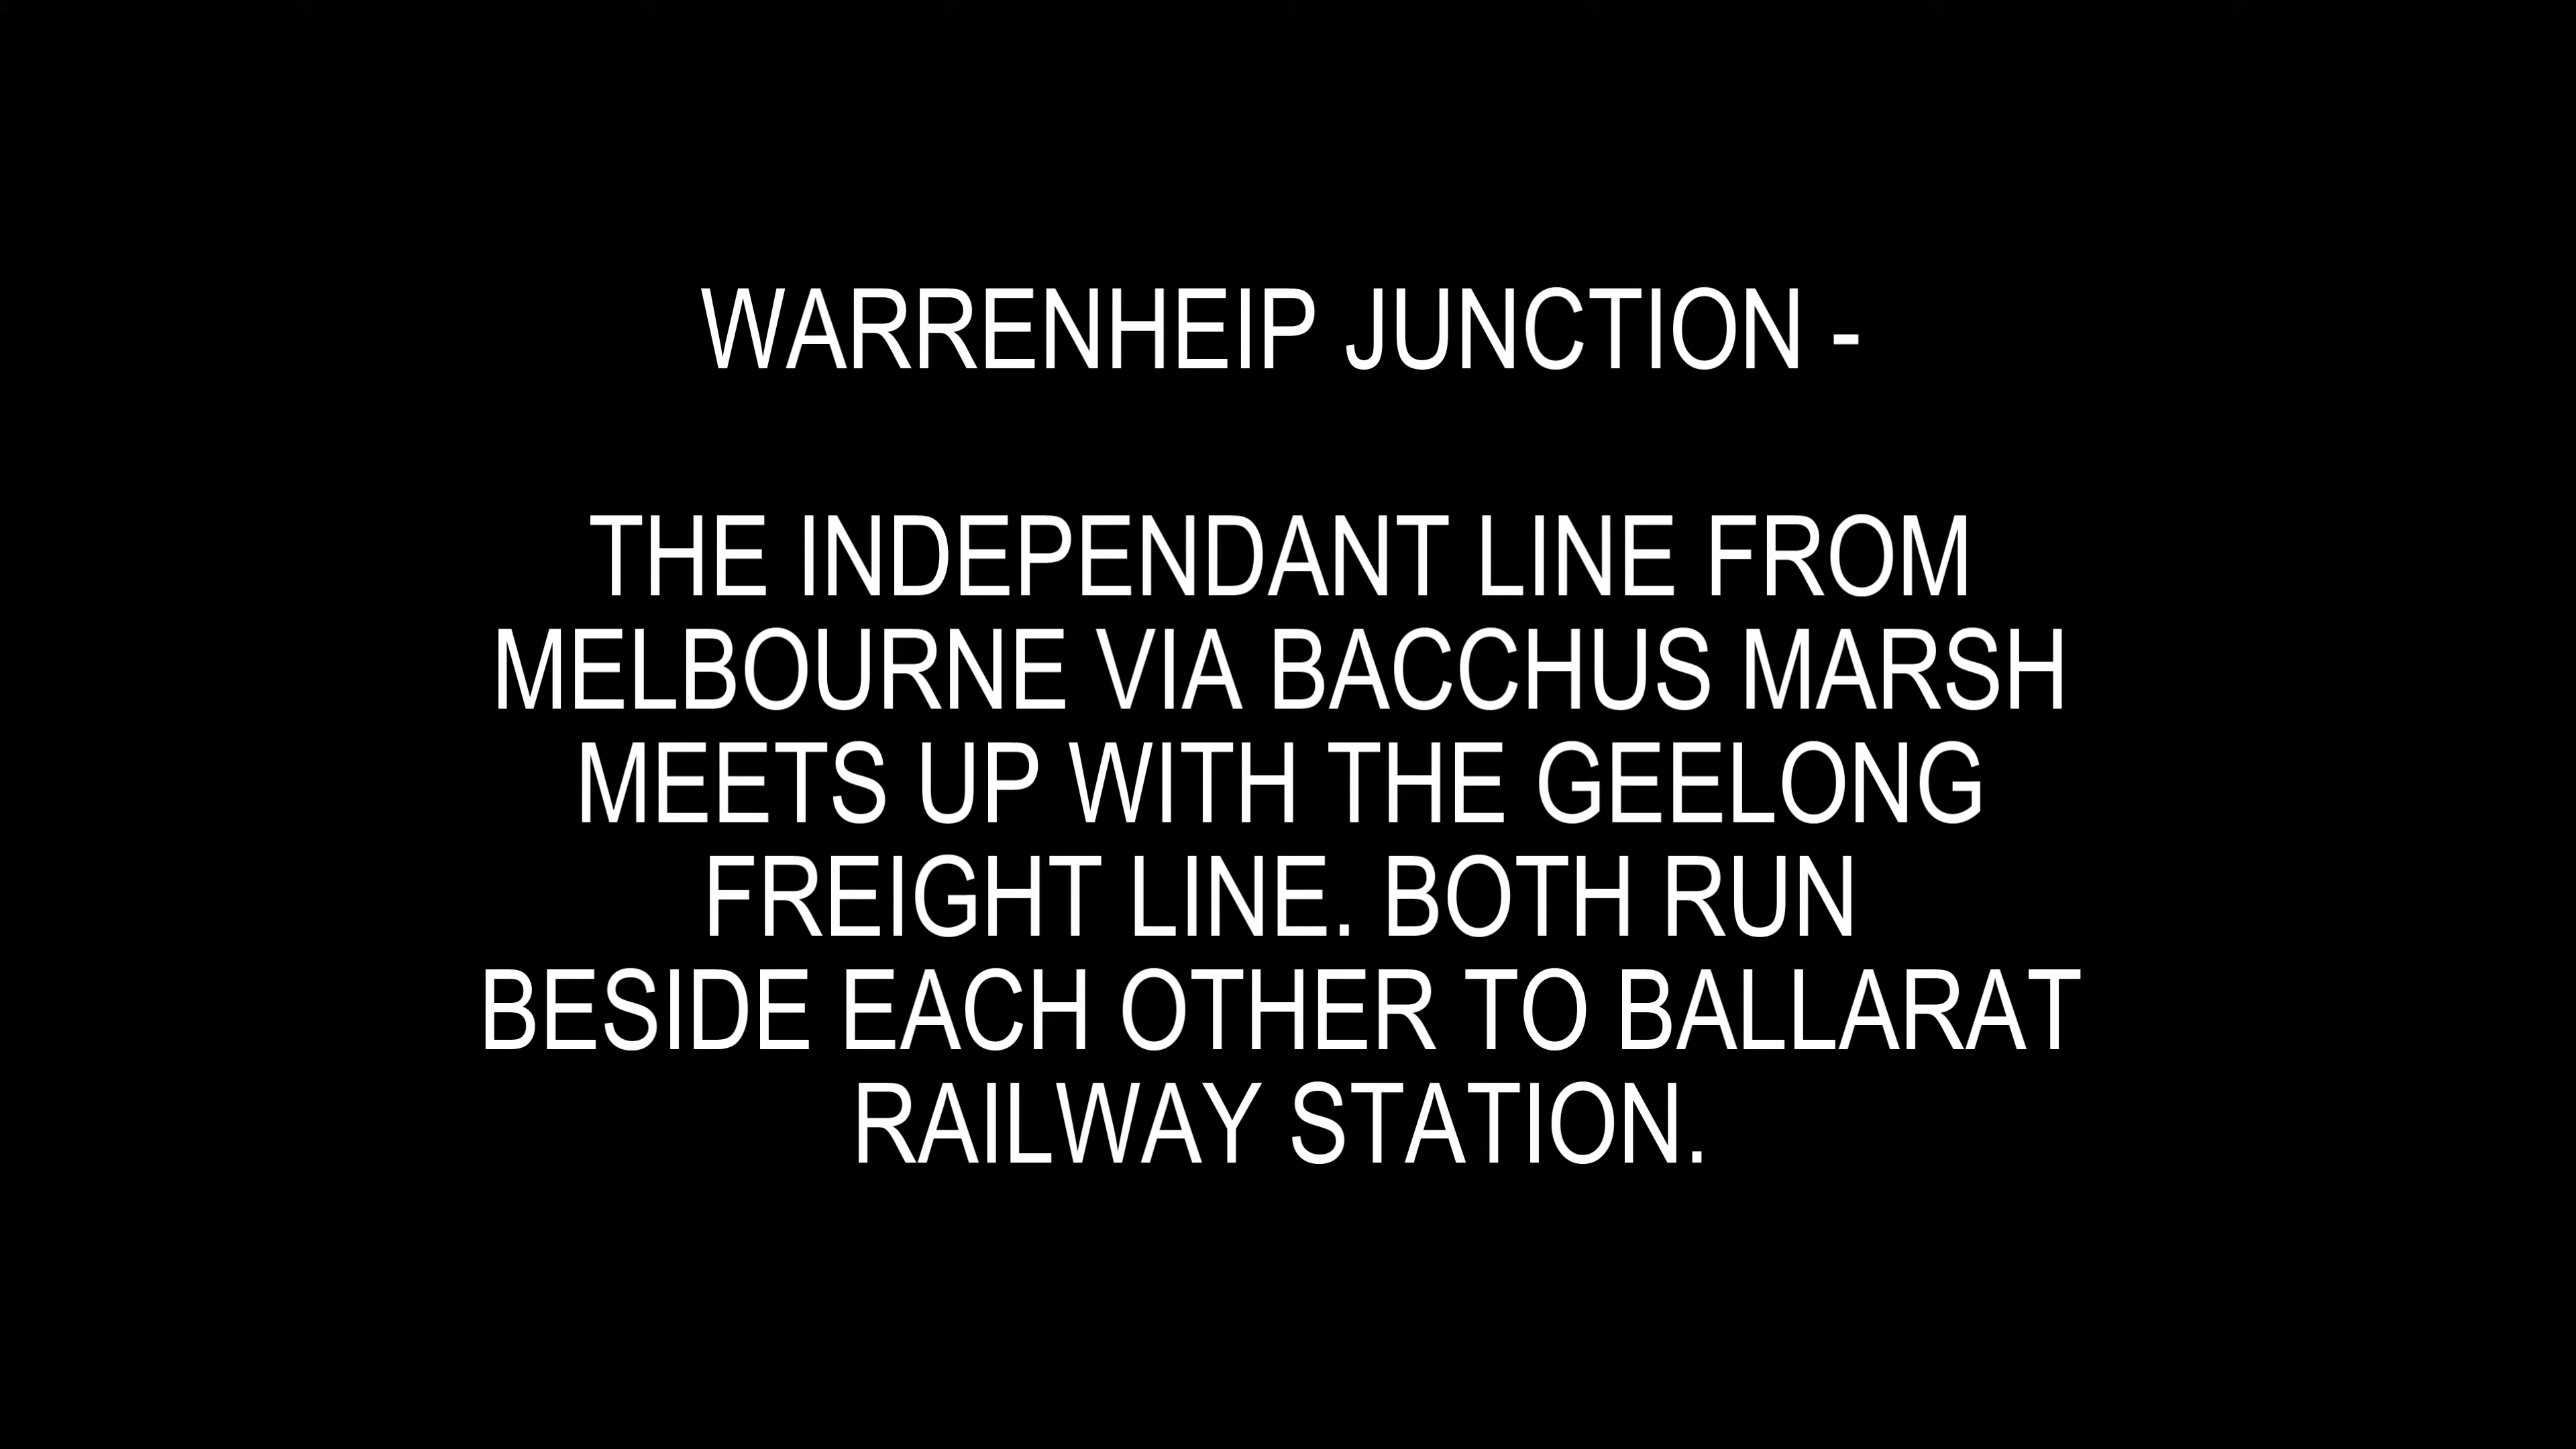 WARRENHEIP JUNCTION -
THE INDEPENDANT LINE FROM
MELBOURNE VIA BACCHUS MARSH
MEETS UP WITH THE GEELONG
FREIGHT LINE. BOTH RUN
BESIDE EACH OTHER TO BALLARAT
RAILWAY STATION.